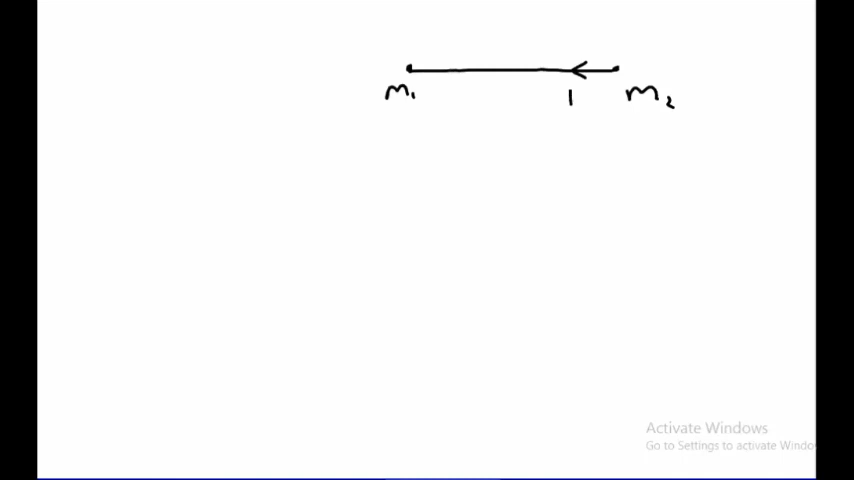 m₁ 1 m₂
Activate Windows
Go to Settings to activate Windo